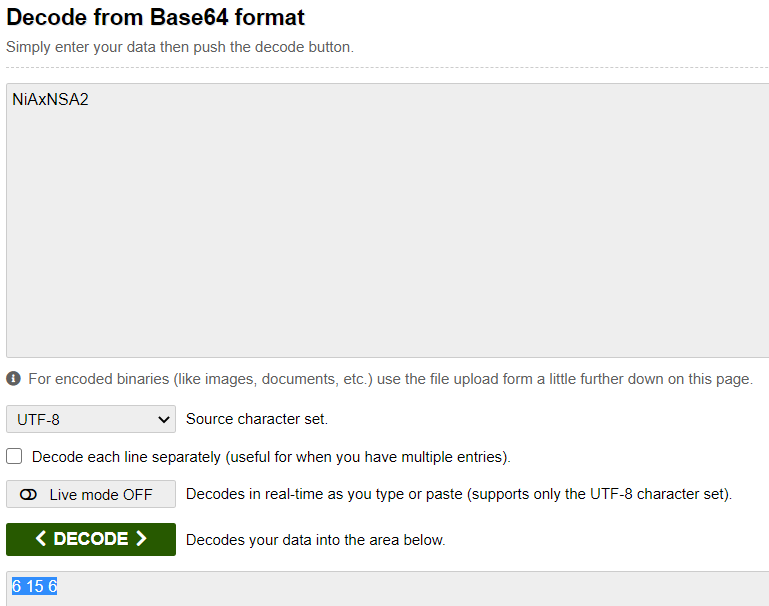 Decode from Base64 format
Simply enter your data then push the decode button.
NiAxNSA2
For encoded binaries (like images, documents, etc.) use the file upload form a little further down on this page.
UTF-8 Source character set.
Decode each line separately (useful for when you have multiple entries).
Live mode OFF Decodes in real-time as you type or paste (supports only the UTF-8 character set).
< DECODE > Decodes your data into the area below.
6 15 6